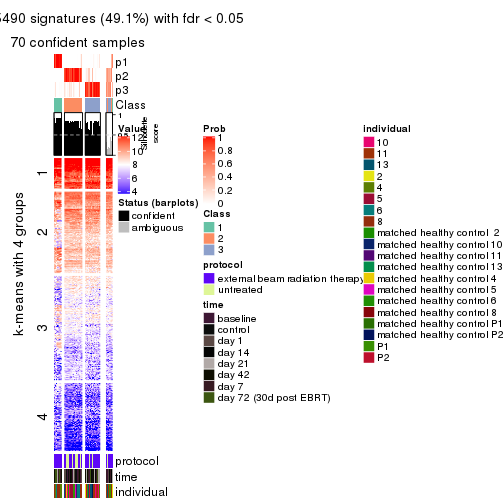 5490 signatures (49.1%) with fdr < 0.05
70 confident samples
p1
p2
p3
Class
1
Silhouette
score
k-means with 4 groups
1
2
3
4
protocol
time
individual
Value
12
10
8
6
4
Status (barplots)
confident
ambiguous
Prob
1
0.8
0.6
0.4
0.2
0
Class
1
2
3
protocol
external beam radiation therapy
untreated
time
baseline
control
day 1
day 14
day 21
day 42
day 7
day 72 (30d post EBRT)
individual
10
11
13
2
4
5
6
8
matched healthy control 2
matched healthy control 10
matched healthy control 11
matched healthy control 13
matched healthy control 4
matched healthy control 5
matched healthy control 6
matched healthy control 8
matched healthy control P1
matched healthy control P2
P1
P2